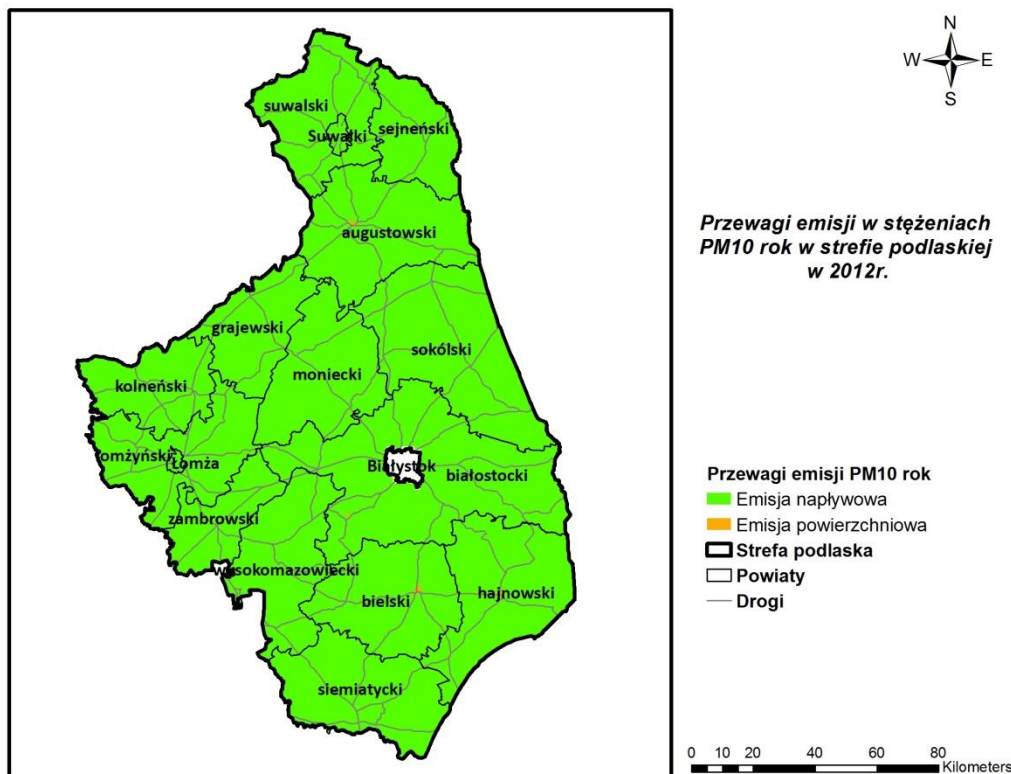 N
W E
S
suwalski
Suwałki
sejneński
augustowski
Przewagi emisji w stężeniach
PM10 rok w strefie podlaskiej
w 2012r.
grajewski
sokólski
moniecki
kolneński
omżyński
Łomża
Białystok
białostocki
zambrowski
wysokomazowiecki
bielski
hajnowski
siemiatycki
Przewagi emisji PM10 rok
Emisja napływowa
Emisja powierzchniowa
Strefa podlaska
Powiaty
Drogi
0 10 20 40 60 80
Kilometers